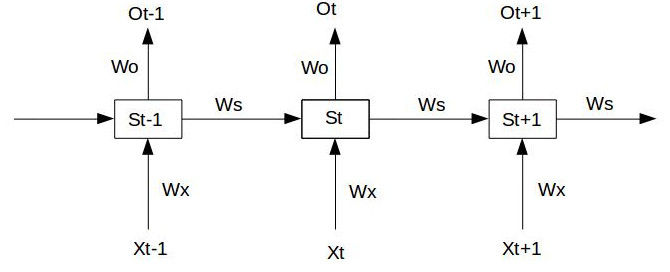 Ot-1 Ot Ot+1
Wo Wo Wo
Ws Ws Ws
St-1 St St+1
Wx Wx Wx
Xt-1 Xt Xt+1